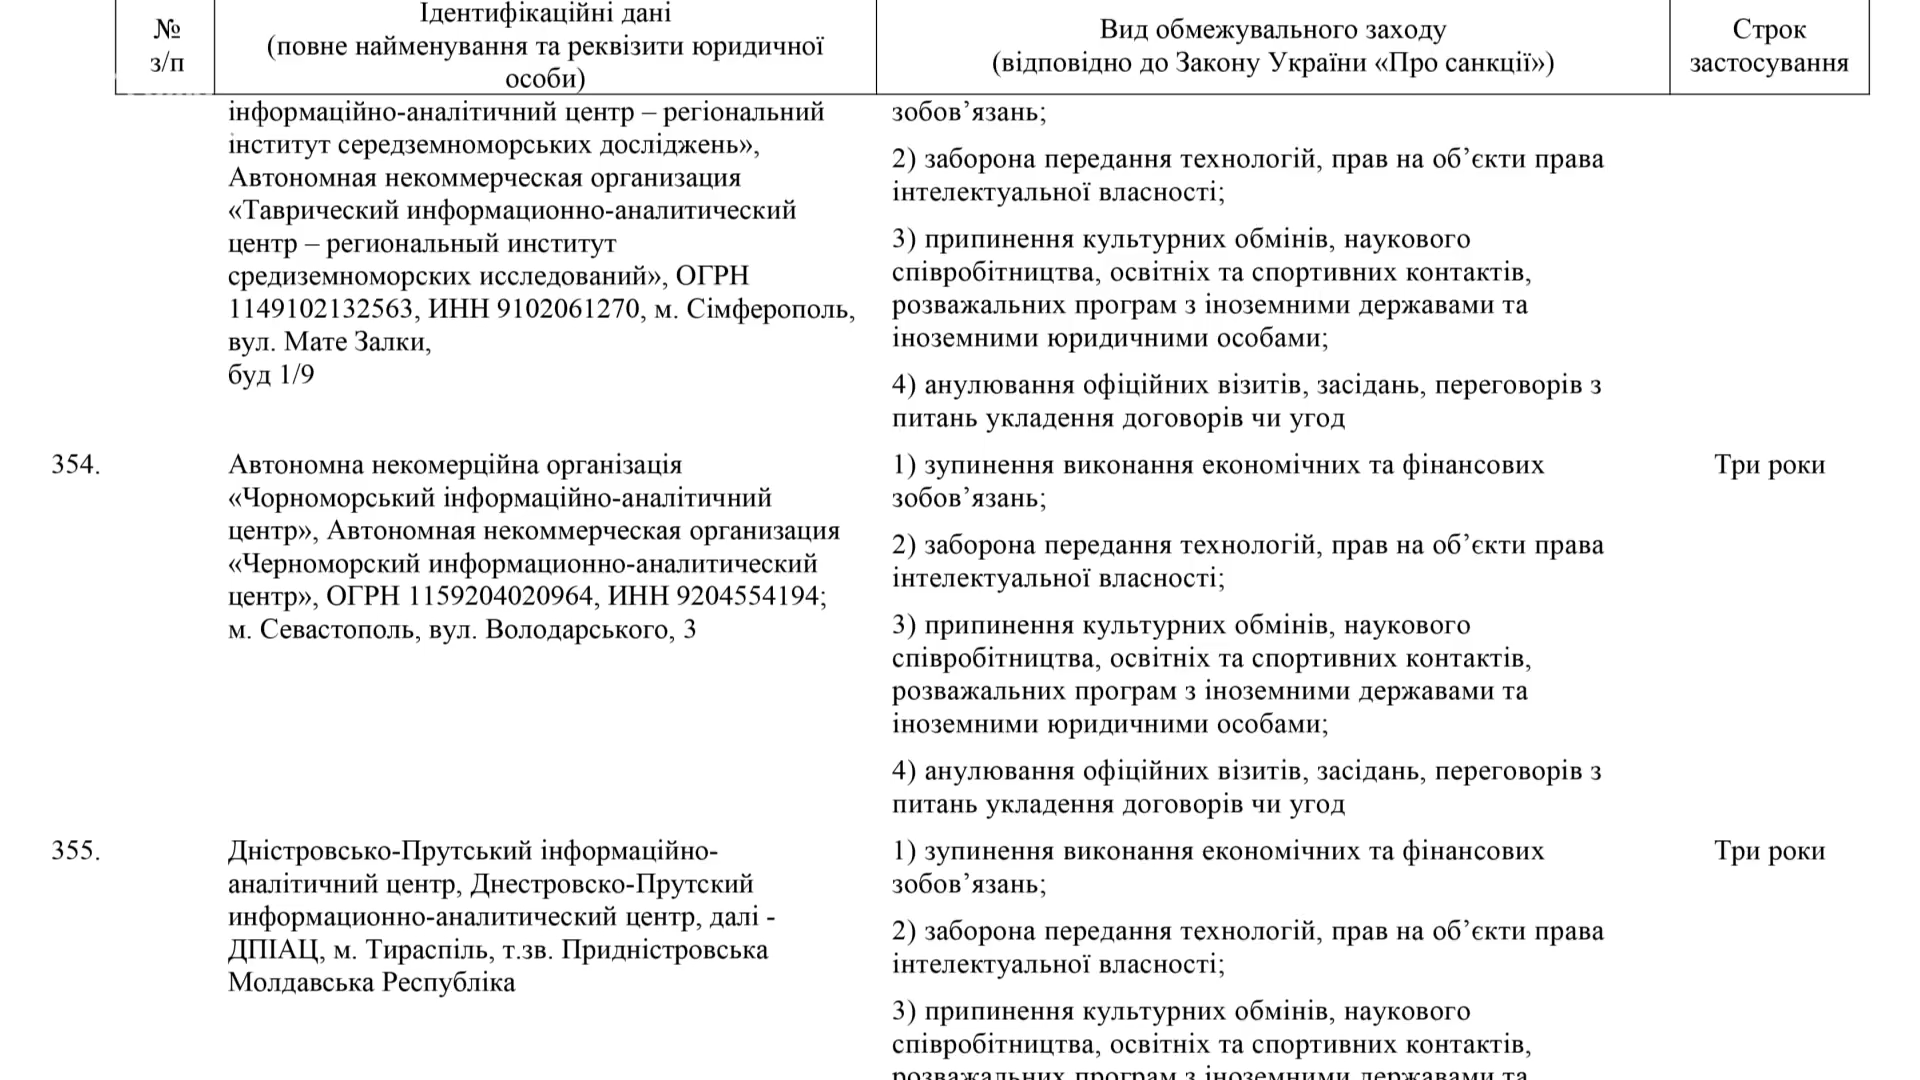 №
з/п
Ідентифікаційні дані
(повне найменування та реквізити юридичної
особи)
Вид обмежувального заходу
(відповідно до Закону України «Про санкції»)
Строк
застосування
інформаційно-аналітичний центр – регіональний
інститут середземноморських досліджень»,
Автономная некоммерческая организация
«Таврический информационно-аналитический
центр – региональный институт
средиземноморских исследований», ОГРН
1149102132563, ИНН 9102061270, м. Сімферополь,
вул. Мате Залки,
буд 1/9
зобов’язань;
2) заборона передання технологій, прав на об’єкти права
інтелектуальної власності;
3) припинення культурних обмінів, наукового
співробітництва, освітніх та спортивних контактів,
розважальних програм з іноземними державами та
іноземними юридичними особами;
4) анулювання офіційних візитів, засідань, переговорів з
питань укладення договорів чи угод
354.
Автономна некомерційна організація
«Чорноморський інформаційно-аналітичний
центр», Автономная некоммерческая организация
«Черноморский информационно-аналитический
центр», ОГРН 1159204020964, ИНН 9204554194;
м. Севастополь, вул. Володарського, 3
1) зупинення виконання економічних та фінансових
зобов’язань;
2) заборона передання технологій, прав на об’єкти права
інтелектуальної власності;
3) припинення культурних обмінів, наукового
співробітництва, освітніх та спортивних контактів,
розважальних програм з іноземними державами та
іноземними юридичними особами;
4) анулювання офіційних візитів, засідань, переговорів з
питань укладення договорів чи угод
Три роки
355.
Дністровсько-Прутський інформаційно-
аналітичний центр, Днестровско-Прутский
информационно-аналитический центр, далі -
ДПІАЦ, м. Тираспіль, т.зв. Придністровська
Молдавська Республіка
1) зупинення виконання економічних та фінансових
зобов’язань;
2) заборона передання технологій, прав на об’єкти права
інтелектуальної власності;
3) припинення культурних обмінів, наукового
співробітництва, освітніх та спортивних контактів,
розважальних програм з іноземними державами та
Три роки